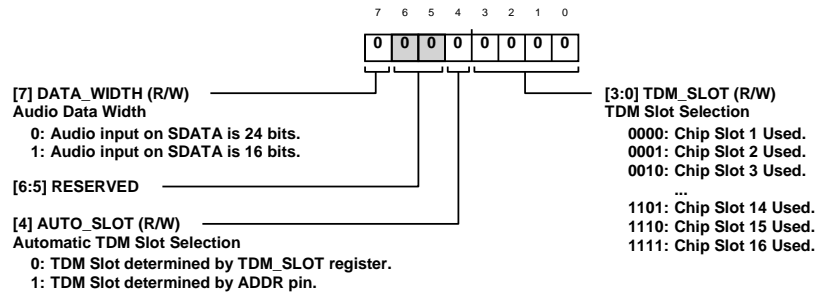 7 6 5 4 3 2 1 0
0 0 0 0 0 0 0 0
[7] DATA_WIDTH (R/W)
Audio Data Width
0: Audio input on SDATA is 24 bits.
1: Audio input on SDATA is 16 bits.
[6:5] RESERVED
[4] AUTO_SLOT (R/W)
Automatic TDM Slot Selection
0: TDM Slot determined by TDM_SLOT register.
1: TDM Slot determined by ADDR pin.
[3:0] TDM_SLOT (R/W)
TDM Slot Selection
0000: Chip Slot 1 Used.
0001: Chip Slot 2 Used.
0010: Chip Slot 3 Used.
...
1101: Chip Slot 14 Used.
1110: Chip Slot 15 Used.
1111: Chip Slot 16 Used.